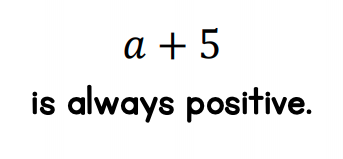 a + 5
is always positive.